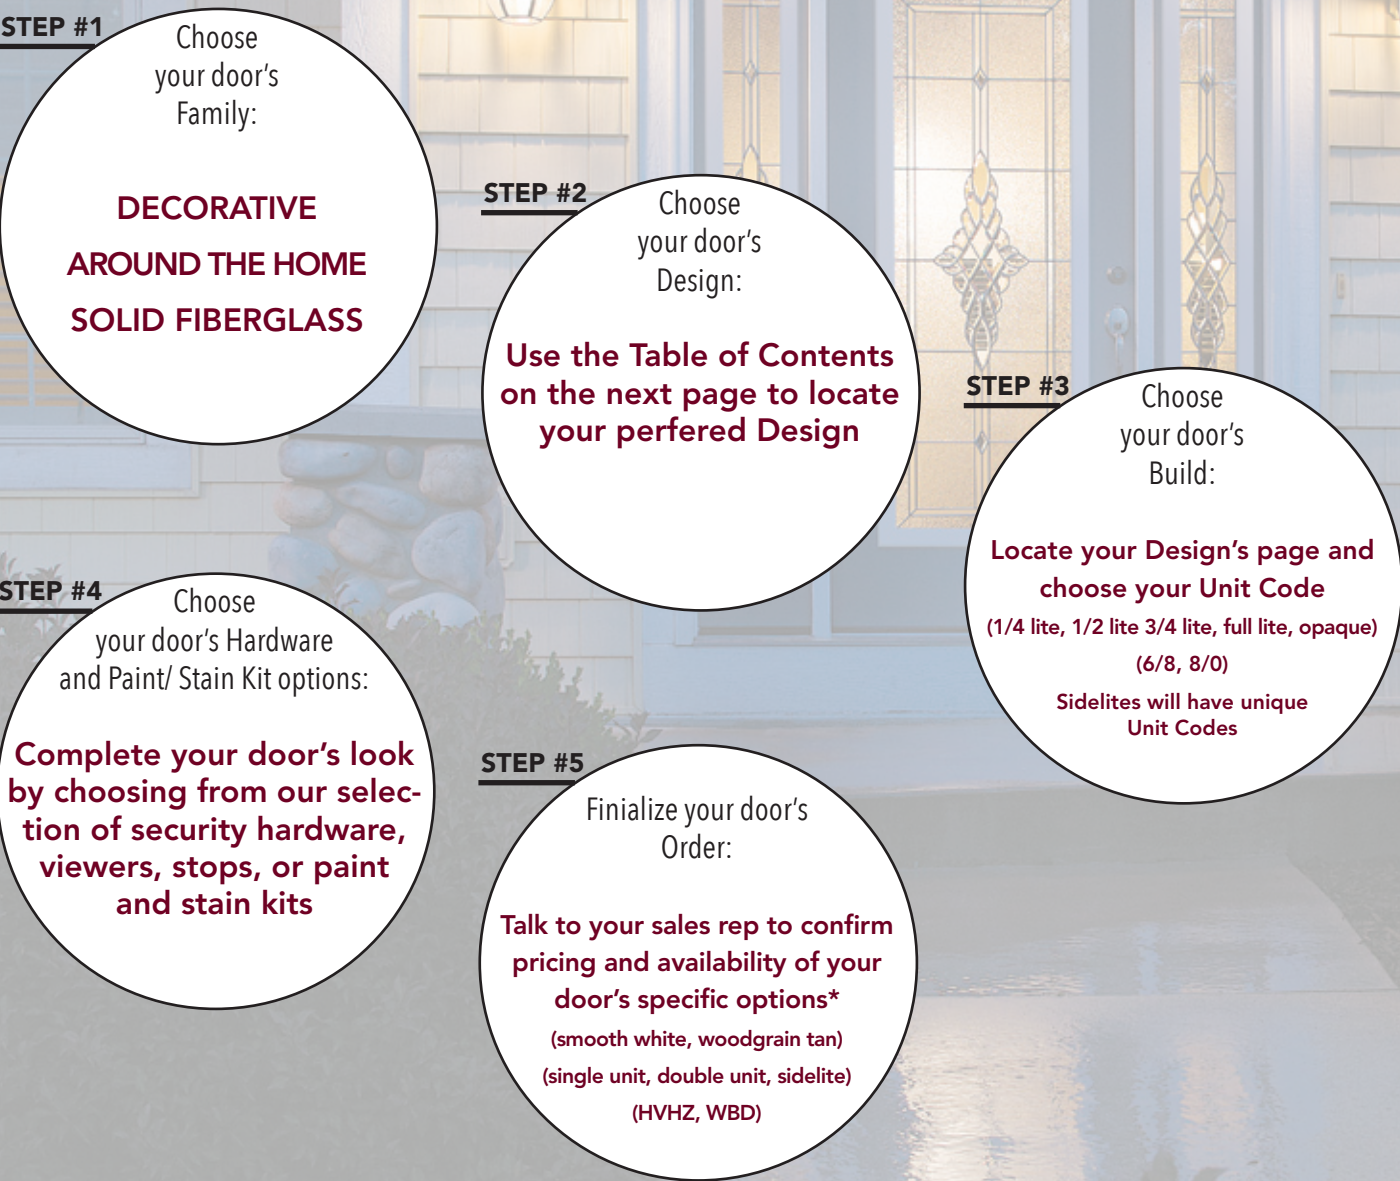 STEP #1
Choose
your door's
Family:
DECORATIVE
AROUND THE HOME
SOLID FIBERGLASS
STEP #2
Choose
your door's
Design:
Use the Table of Contents
on the next page to locate
your perfered Design
STEP #3
Choose
your door's
Build:
Locate your Design's page and
choose your Unit Code
(1/4 lite, 1/2 lite 3/4 lite, full lite, opaque)
(6/8, 8/0)
Sidelites will have unique
Unit Codes
STEP #4
Choose
your door's Hardware
and Paint/ Stain Kit options:
Complete your door's look
by choosing from our selec-
tion of security hardware,
viewers, stops, or paint
and stain kits
STEP #5
Finialize your door's
Order:
Talk to your sales rep to confirm
pricing and availability of your
door's specific options*
(smooth white, woodgrain tan)
(single unit, double unit, sidelite)
(HVHZ, WBD)